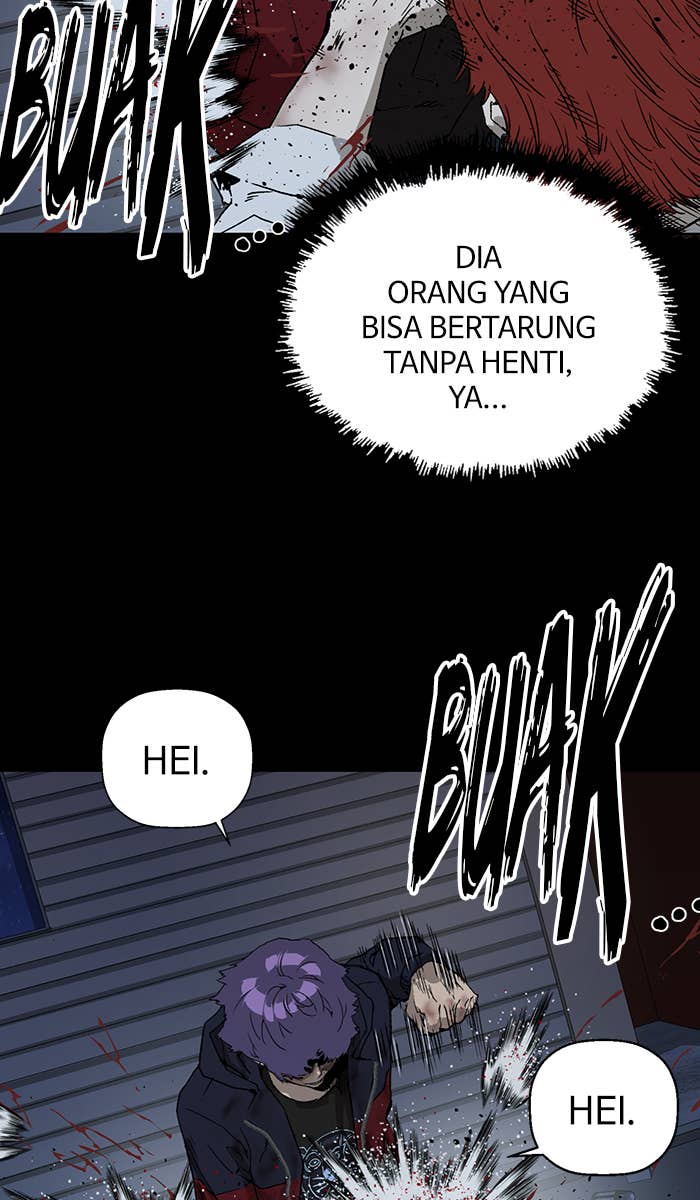 BUAK
DIA
ORANG YANG
BISA BERTARUNG
TANPA HENTI,
YA...
BUAK
HEI.
HEI.